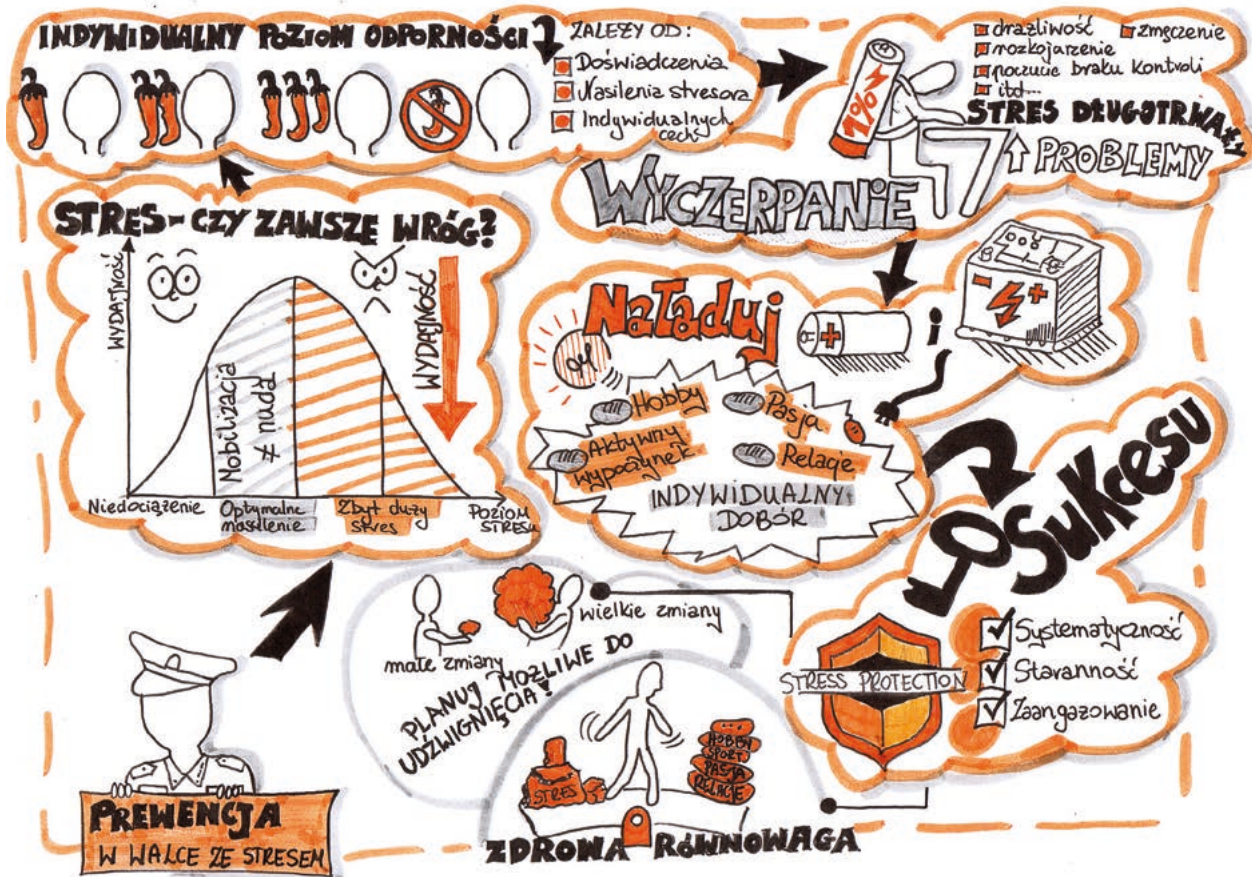 INDYWIDUALNY POZIOM ODPORNOŚCI
ZALEŻY OD:
Doświadczenia
Nasilenia stresora
Indywidualnych
cech
drażliwość
zmęczenie
rozkojarzenie
poczucie braku kontroli
itd...
STRES DŁUGOTRWAŁY
↑ PROBLEMY
1%
WYCZERPANIE
STRES - CZY ZAWSZE WRÓG?
WYDAJNOŚĆ
WYDAJNOŚĆ
Mobilizacja
≠ nuda
Niedociążenie
Optymalne
nasilenie
Zbyt duży
stres
POZIOM
STRESU
Naładuj
+
i
- +
Hobby
Pasja
Aktywny
wypoczynek
Relacje
INDYWIDUALNY
DOBÓR
Sukcesu
STRESS PROTECTION
Systematyczność
Staranność
Zaangażowanie
małe zmiany
wielkie zmiany
PLANUJ MOŻLIWE DO
UDŹWIGNIĘCIA!
STRES
HOBBY
SPORT
PASJA
RELACJE
ZDROWA RÓWNOWAGA
PREWENCJA
W WALCE ZE STRESEM